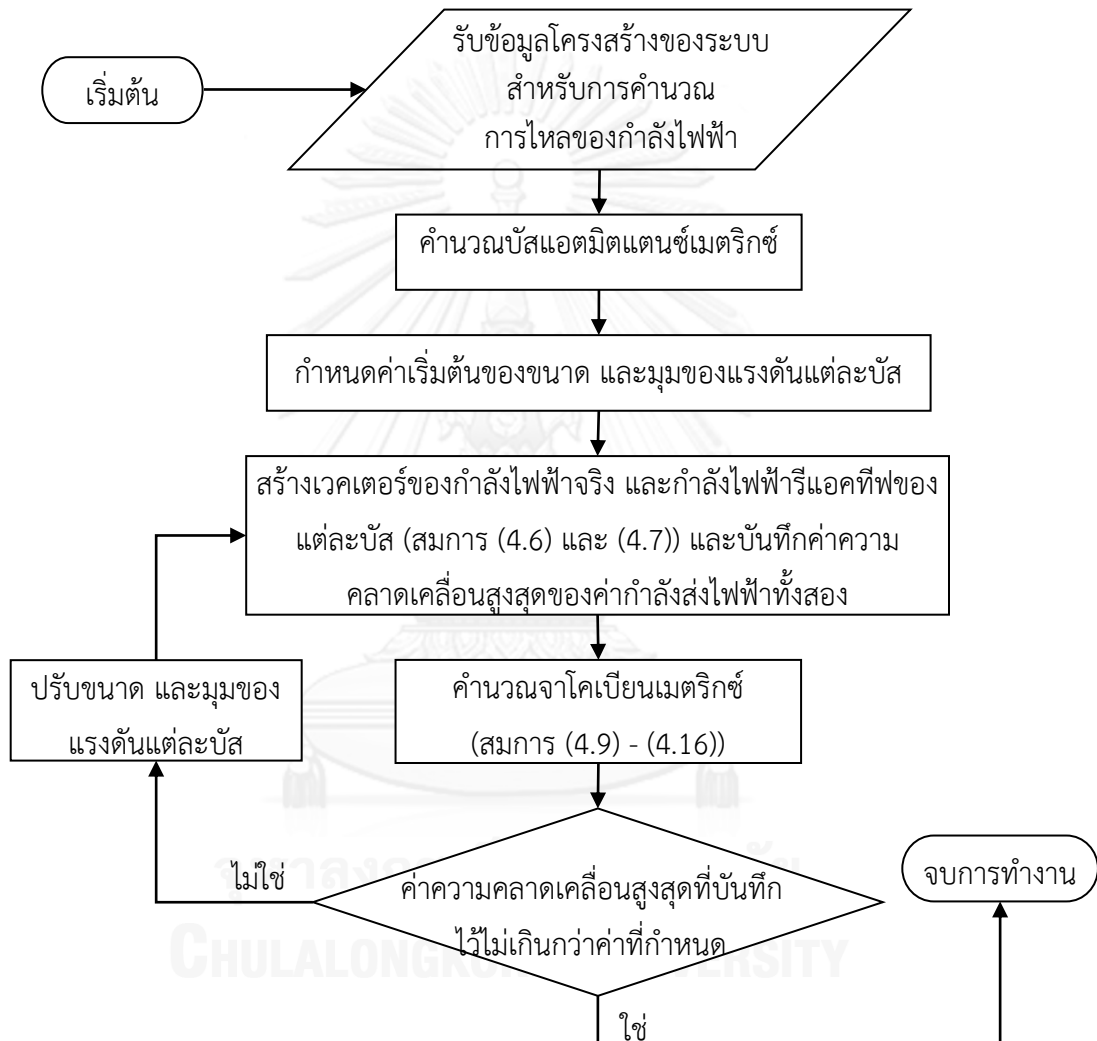 เริ่มต้น
รับข้อมูลโครงสร้างของระบบ
สำหรับการคำนวณ
การไหลของกำลังไฟฟ้า
คำนวณบัสแอตมิตแตนซ์เมตริกซ์
กำหนดค่าเริ่มต้นของขนาด และมุมของแรงดันแต่ละบัส
สร้างเวคเตอร์ของกำลังไฟฟ้าจริง และกำลังไฟฟ้ารีแอคทีฟของ
แต่ละบัส (สมการ (4.6) และ (4.7)) และบันทึกค่าความ
คลาดเคลื่อนสูงสุดของค่ากำลังส่งไฟฟ้าทั้งสอง
ปรับขนาด และมุมของ
แรงดันแต่ละบัส
คำนวณจาโคเบียนเมตริกซ์
(สมการ (4.9) - (4.16))
ไม่ใช่
ค่าความคลาดเคลื่อนสูงสุดที่บันทึก
ไว้ไม่เกินกว่าค่าที่กำหนด
จบการทำงาน
ใช่